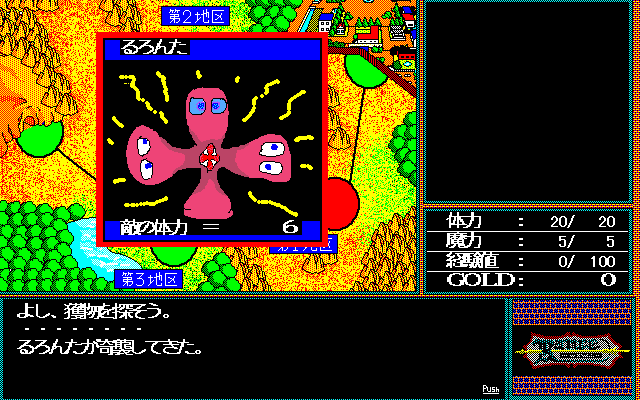 第2地区
るろんた
敵の体力 ＝ 6
第3地区
体力 : 20/ 20
魔力 : 5/ 5
経験値 : 0/ 100
GOLD: 0
よし、獲物を探そう。
- - - - - - - -
るろんたが奇襲してきた。
Push